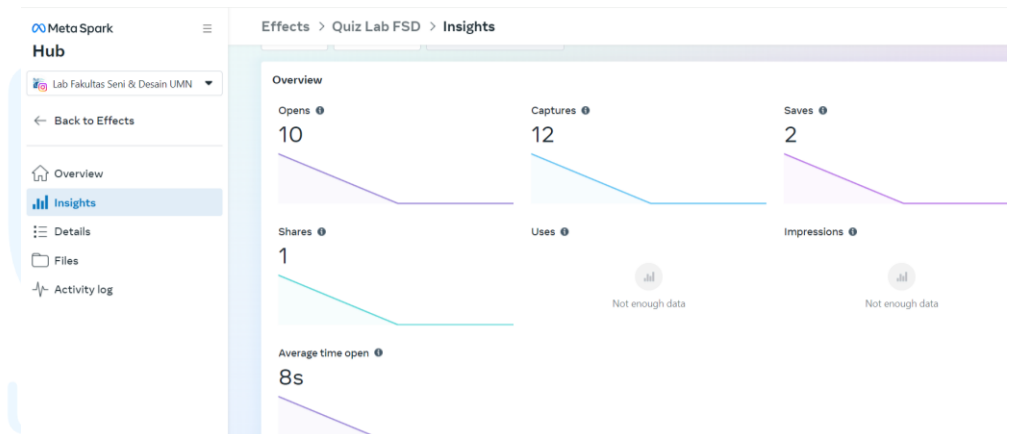 Meta Spark
Hub
Lab Fakultas Seni & Desain UMN
Back to Effects
Overview
Insights
Details
Files
Activity log
Effects > Quiz Lab FSD > Insights
Overview
Opens
10
Captures
12
Saves
2
Shares
1
Uses
Not enough data
Impressions
Not enough data
Average time open
8s